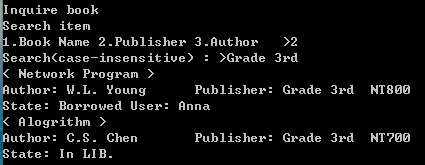 Inquire book
Search item
1.Book Name 2.Publisher 3.Author   >2
Search(case-insensitive) : >Grade 3rd
< Network Program >
Author: W.L. Young      Publisher: Grade 3rd  NT800
State: Borrowed User: Anna
< Alogrithm >
Author: C.S. Chen       Publisher: Grade 3rd  NT700
State: In LIB.